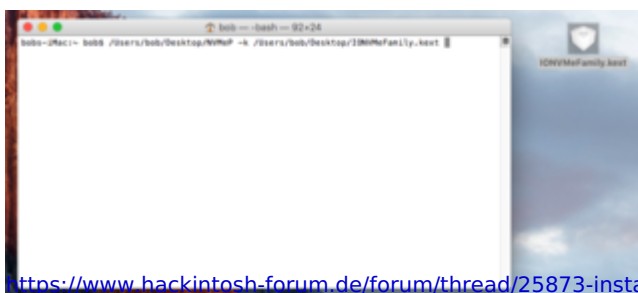 bob — -bash — 92×24
bobs-iMac:~ bob$ /Users/bob/Desktop/NVMeP -k /Users/bob/Desktop/IONVMeFamily.kext
IONVMeFamily.kext
https://www.hackintosh-forum.de/forum/thread/25873-insta